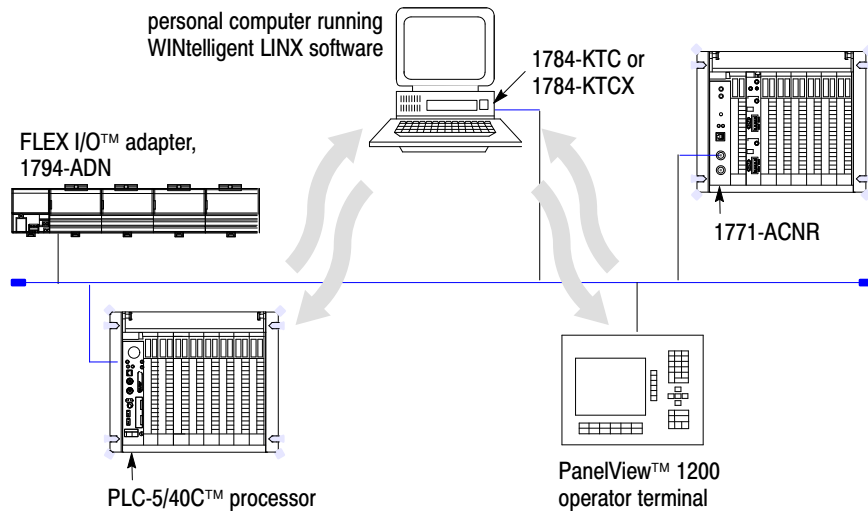 personal computer running
WINtelligent LINX software
1784-KTC or
1784-KTCX
FLEX I/O™ adapter,
1794-ADN
1771-ACNR
PLC-5/40C™ processor
PanelView™ 1200
operator terminal